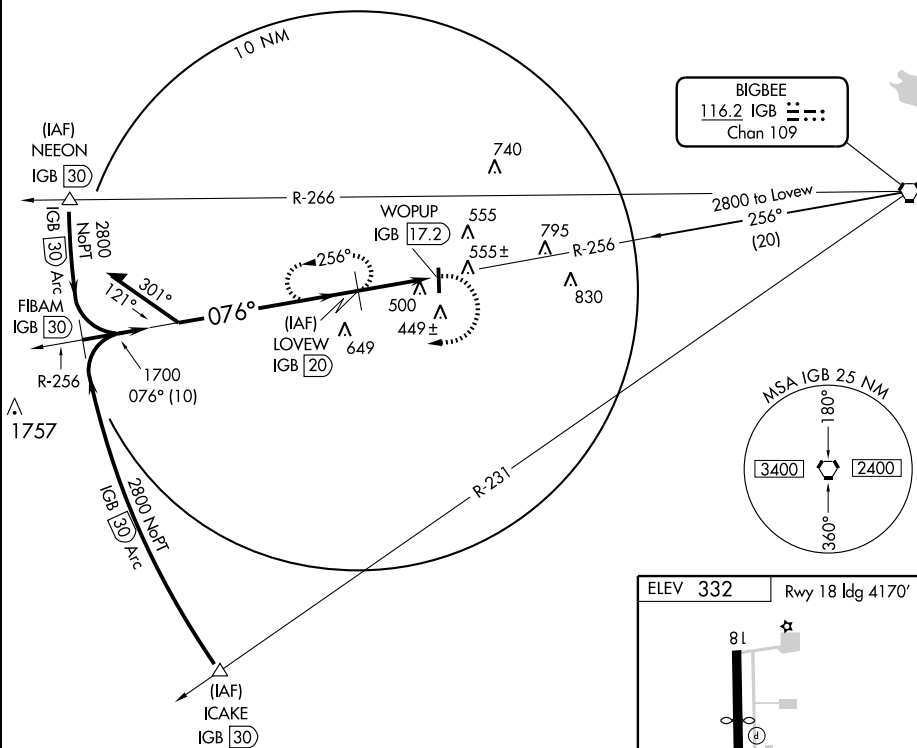 10 NM
BIGBEE
116.2 IGB
Chan 109
(IAF)
NEEON
IGB 30
R-266
2800 to Lovew
256°
(20)
740
WOPUP
IGB 17.2
555
555±
795
R-256
830
2800
NoPT
IGB 30 Arc
301°
121°
FIBAM
IGB 30
R-256
076°
256°
(IAF)
LOVEW
IGB 20
500
449±
649
1700
076° (10)
1757
2800 NoPT
IGB 30 Arc
R-231
MSA IGB 25 NM
180°
3400
2400
360°
(IAF)
ICAKE
IGB 30
ELEV 332
Rwy 18 ldg 4170'
18
P